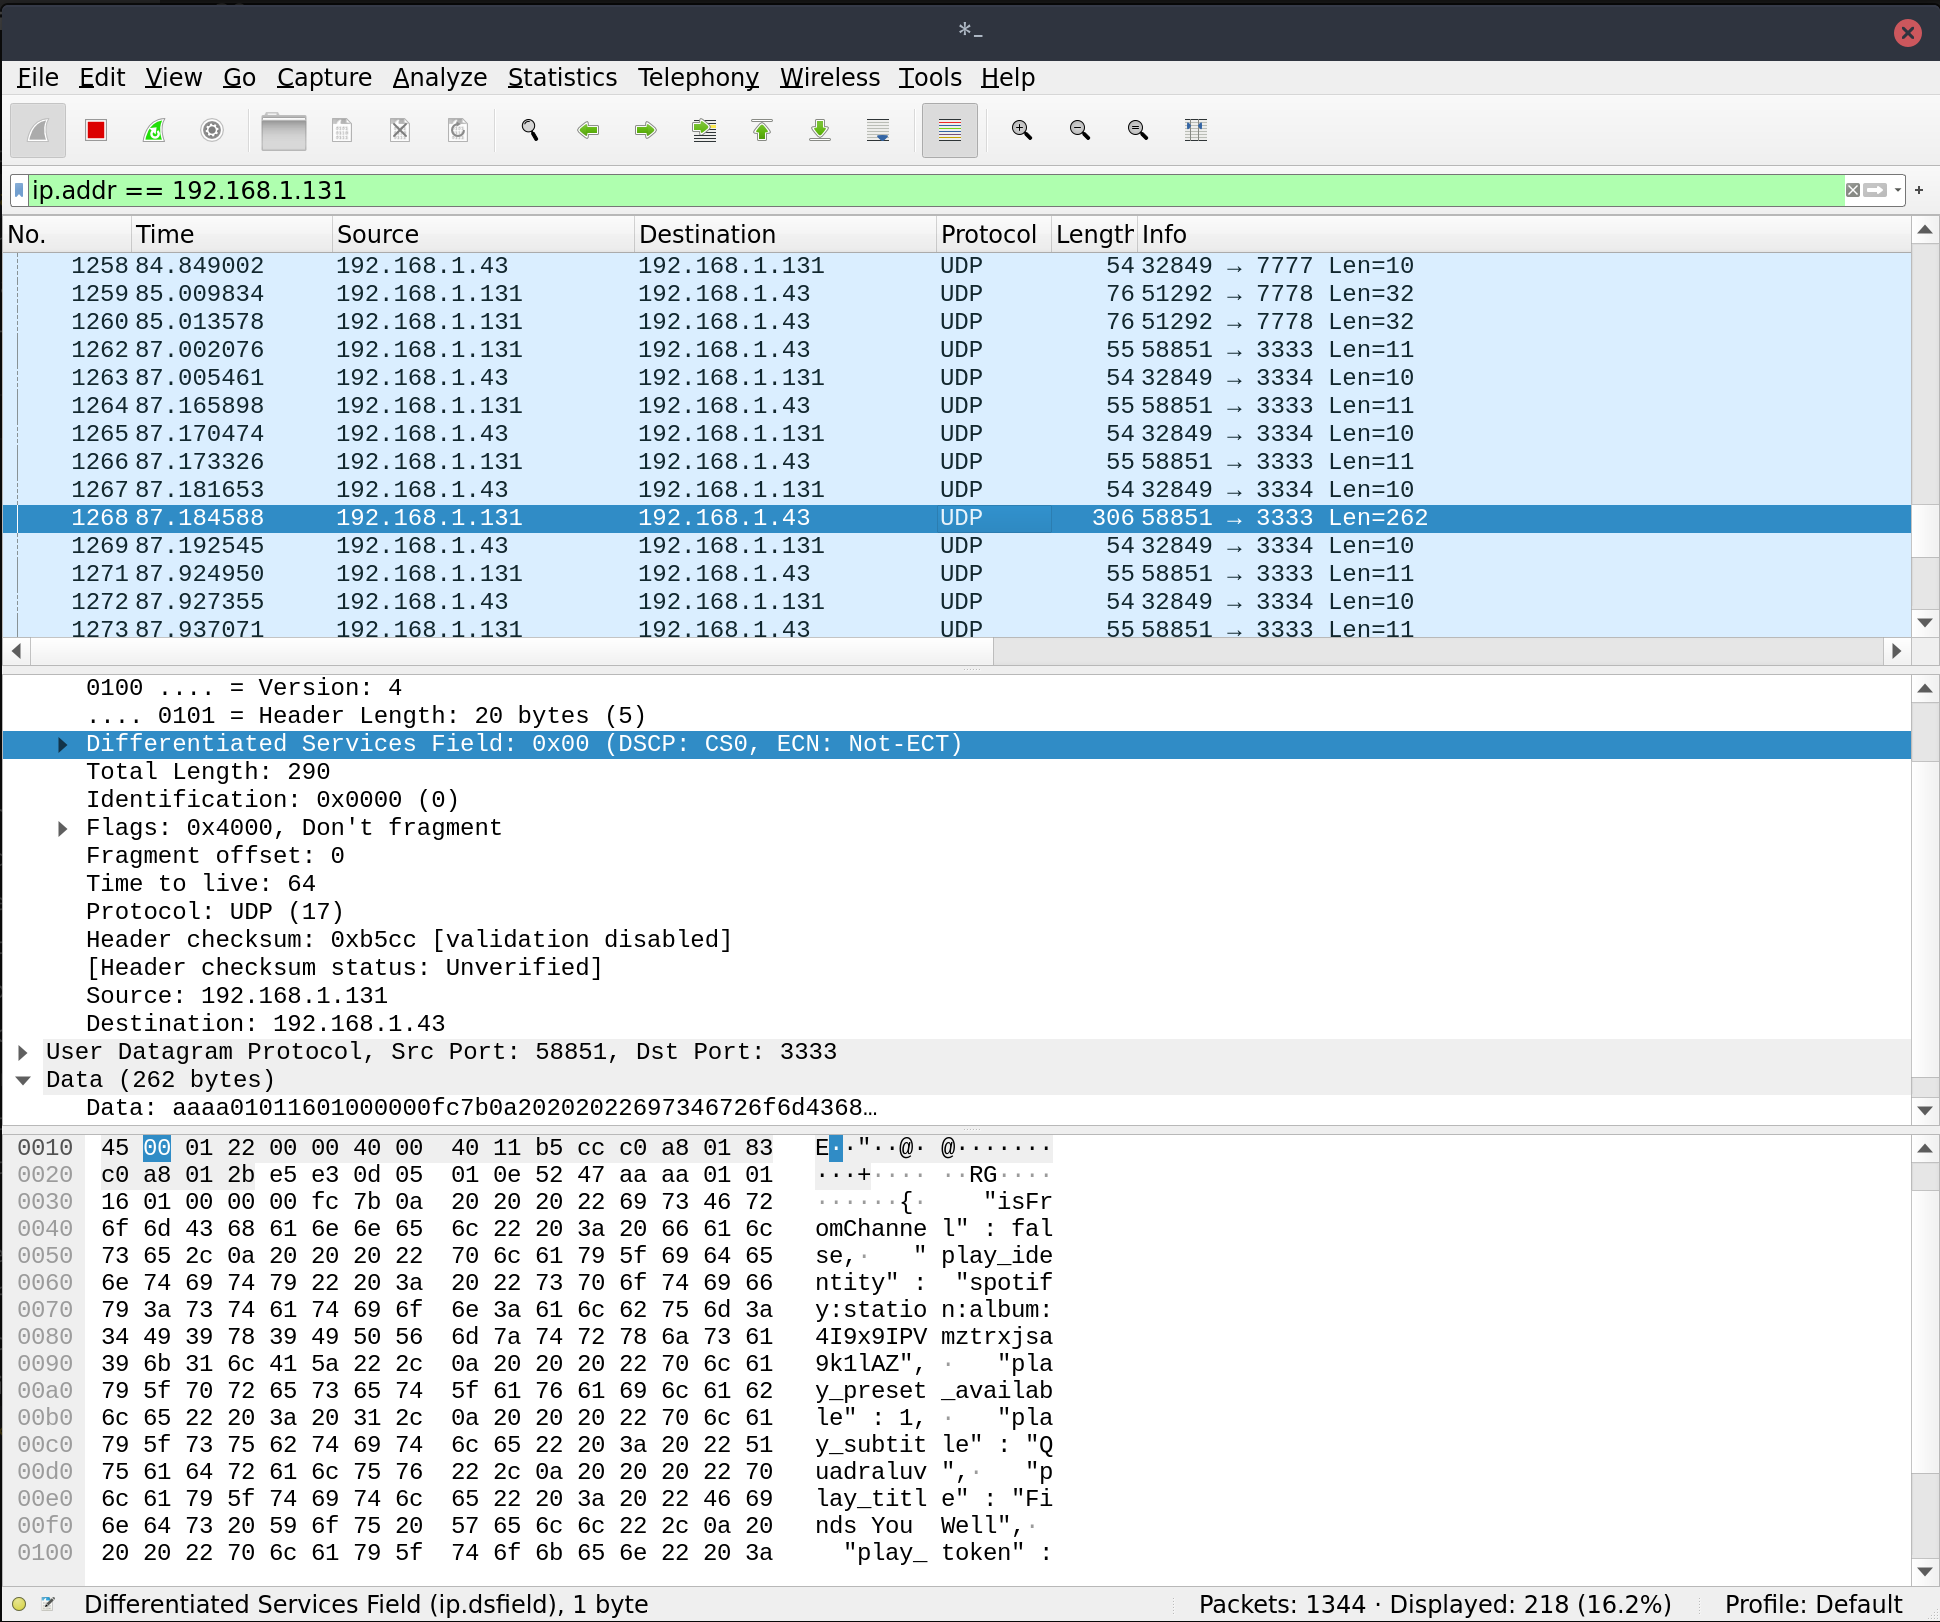 *-
File Edit View Go Capture Analyze Statistics Telephony Wireless Tools Help
ip.addr == 192.168.1.131
No. Time Source Destination Protocol Length Info
1258 84.849002 192.168.1.43 192.168.1.131 UDP 54 32849 → 7777 Len=10
1259 85.009834 192.168.1.131 192.168.1.43 UDP 76 51292 → 7778 Len=32
1260 85.013578 192.168.1.131 192.168.1.43 UDP 76 51292 → 7778 Len=32
1262 87.002076 192.168.1.131 192.168.1.43 UDP 55 58851 → 3333 Len=11
1263 87.005461 192.168.1.43 192.168.1.131 UDP 54 32849 → 3334 Len=10
1264 87.165898 192.168.1.131 192.168.1.43 UDP 55 58851 → 3333 Len=11
1265 87.170474 192.168.1.43 192.168.1.131 UDP 54 32849 → 3334 Len=10
1266 87.173326 192.168.1.131 192.168.1.43 UDP 55 58851 → 3333 Len=11
1267 87.181653 192.168.1.43 192.168.1.131 UDP 54 32849 → 3334 Len=10
1268 87.184588 192.168.1.131 192.168.1.43 UDP 306 58851 → 3333 Len=262
1269 87.192545 192.168.1.43 192.168.1.131 UDP 54 32849 → 3334 Len=10
1271 87.924950 192.168.1.131 192.168.1.43 UDP 55 58851 → 3333 Len=11
1272 87.927355 192.168.1.43 192.168.1.131 UDP 54 32849 → 3334 Len=10
1273 87.937071 192.168.1.131 192.168.1.43 UDP 55 58851 → 3333 Len=11
0100 .... = Version: 4
.... 0101 = Header Length: 20 bytes (5)
Differentiated Services Field: 0x00 (DSCP: CS0, ECN: Not-ECT)
Total Length: 290
Identification: 0x0000 (0)
Flags: 0x4000, Don't fragment
Fragment offset: 0
Time to live: 64
Protocol: UDP (17)
Header checksum: 0xb5cc [validation disabled]
[Header checksum status: Unverified]
Source: 192.168.1.131
Destination: 192.168.1.43
User Datagram Protocol, Src Port: 58851, Dst Port: 3333
Data (262 bytes)
Data: aaaa01011601000000fc7b0a20202022697346726f6d4368…
0010 45 00 01 22 00 00 40 00 40 11 b5 cc c0 a8 01 83 E··"··@· @·······
0020 c0 a8 01 2b e5 e3 0d 05 01 0e 52 47 aa aa 01 01 ···+···· ··RG····
0030 16 01 00 00 00 fc 7b 0a 20 20 20 22 69 73 46 72 ······{·    "isFr
0040 6f 6d 43 68 61 6e 6e 65 6c 22 20 3a 20 66 61 6c omChanne l" : fal
0050 73 65 2c 0a 20 20 20 22 70 6c 61 79 5f 69 64 65 se,·   " play_ide
0060 6e 74 69 74 79 22 20 3a 20 22 73 70 6f 74 69 66 ntity" :  "spotif
0070 79 3a 73 74 61 74 69 6f 6e 3a 61 6c 62 75 6d 3a y:statio n:album:
0080 34 49 39 78 39 49 50 56 6d 7a 74 72 78 6a 73 61 4I9x9IPV mztrxjsa
0090 39 6b 31 6c 41 5a 22 2c 0a 20 20 20 22 70 6c 61 9k1lAZ", ·   "pla
00a0 79 5f 70 72 65 73 65 74 5f 61 76 61 69 6c 61 62 y_preset _availab
00b0 6c 65 22 20 3a 20 31 2c 0a 20 20 20 22 70 6c 61 le" : 1, ·   "pla
00c0 79 5f 73 75 62 74 69 74 6c 65 22 20 3a 20 22 51 y_subtit le" : "Q
00d0 75 61 64 72 61 6c 75 76 22 2c 0a 20 20 20 22 70 uadraluv ",·   "p
00e0 6c 61 79 5f 74 69 74 6c 65 22 20 3a 20 22 46 69 lay_titl e" : "Fi
00f0 6e 64 73 20 59 6f 75 20 57 65 6c 6c 22 2c 0a 20 nds You  Well",·
0100 20 20 22 70 6c 61 79 5f 74 6f 6b 65 6e 22 20 3a   "play_ token" :
Differentiated Services Field (ip.dsfield), 1 byte Packets: 1344 · Displayed: 218 (16.2%) Profile: Default